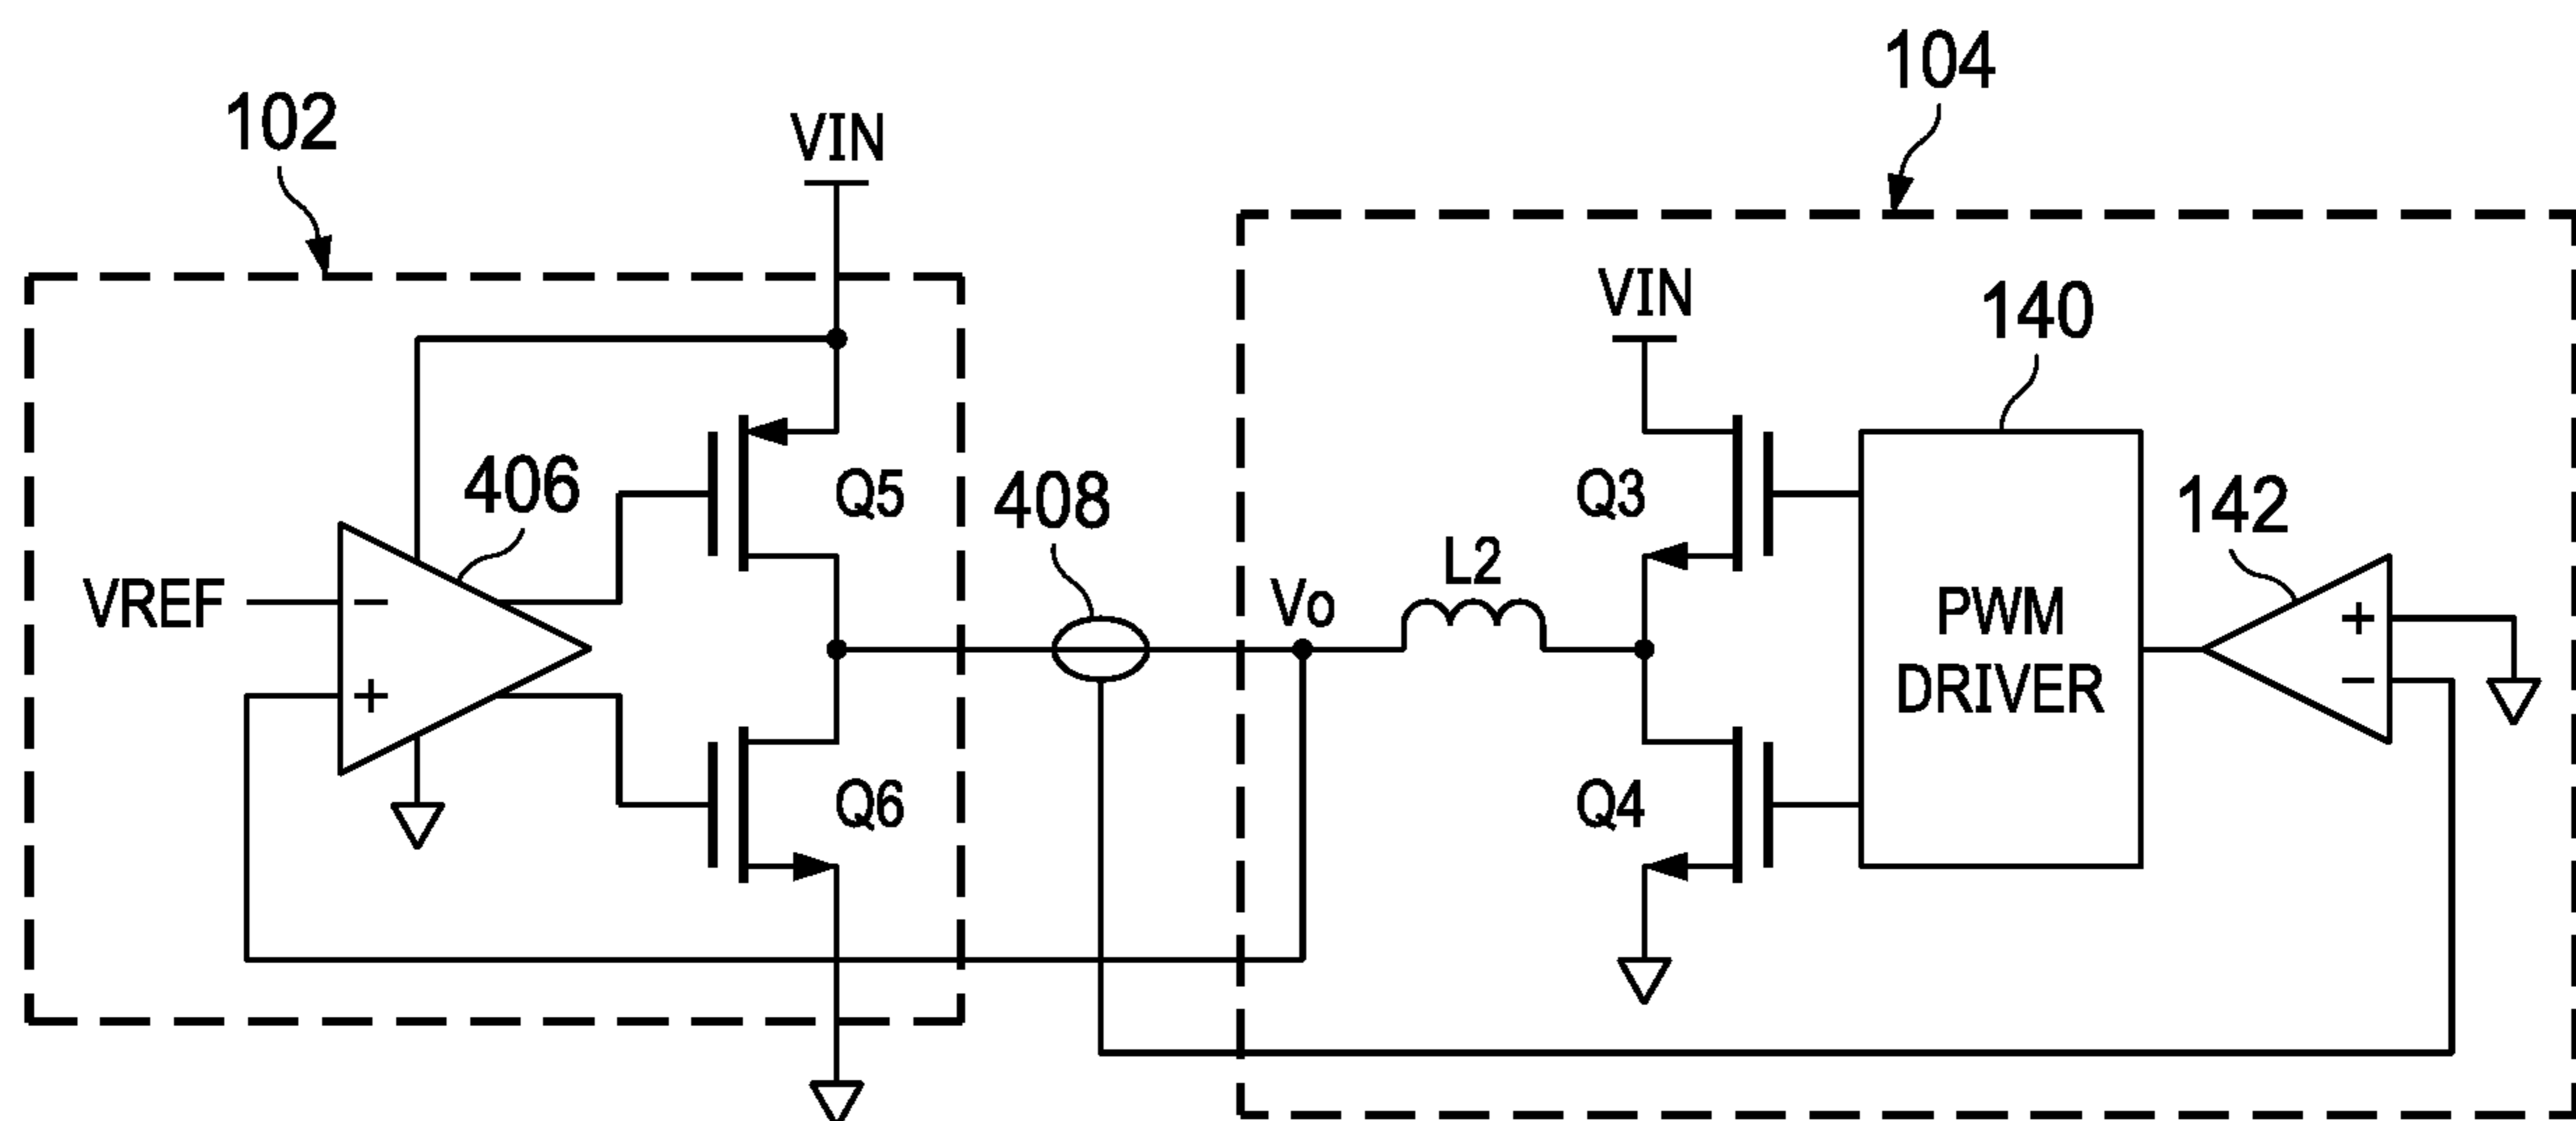 104
102
VIN
VIN
140
406
Q5
408
Q3
142
L2
VREF
−
Vo
+
PWM
DRIVER
+
−
Q6
Q4